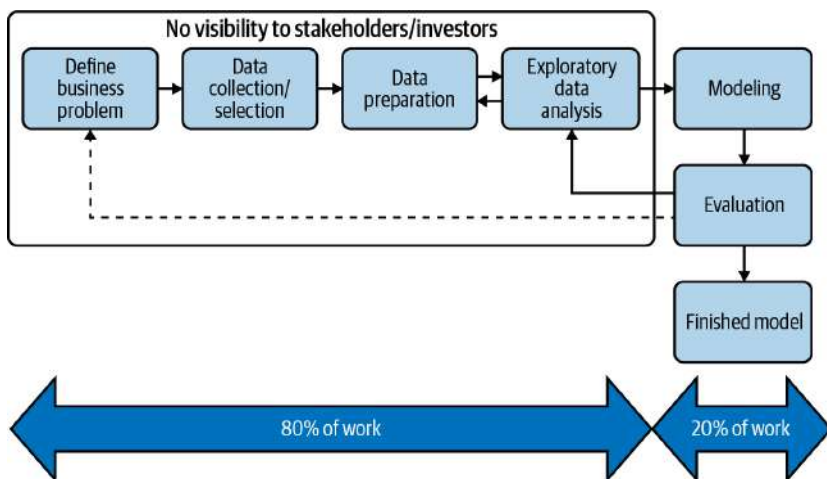 No visibility to stakeholders/investors
Define
business
problem
Data
collection/
selection
Data
preparation
Exploratory
data
analysis
Modeling
Evaluation
Finished model
80% of work
20% of work